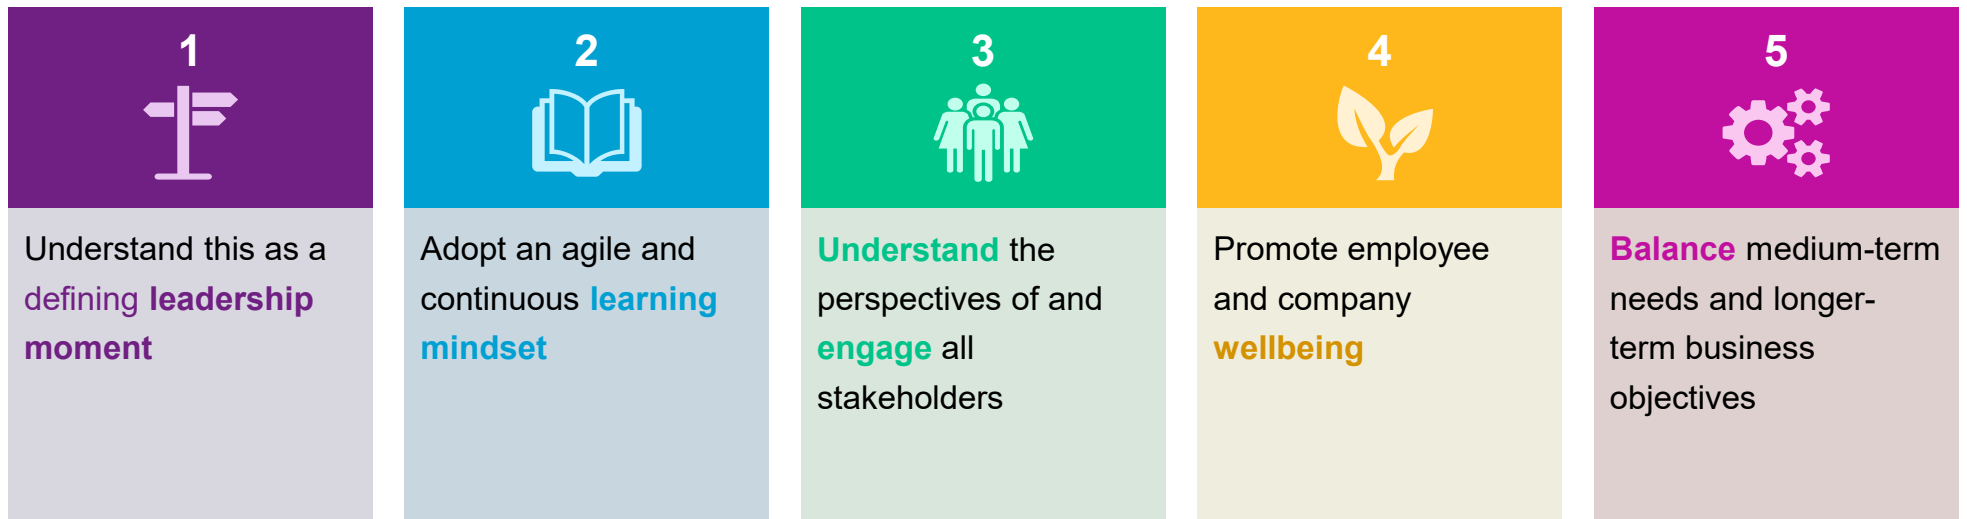 1
Understand this as a
defining leadership
moment
2
Adopt an agile and
continuous learning
mindset
3
Understand the
perspectives of and
engage all
stakeholders
4
Promote employee
and company
wellbeing
5
Balance medium-term
needs and longer-
term business
objectives